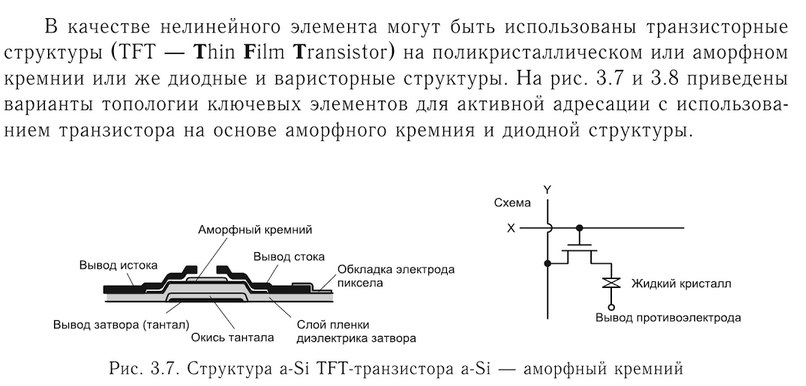 В качестве нелинейного элемента могут быть использованы транзисторные
структуры (TFT — Thin Film Transistor) на поликристаллическом или аморфном
кремнии или же диодные и варисторные структуры. На рис. 3.7 и 3.8 приведены
варианты топологии ключевых элементов для активной адресации с использова-
нием транзистора на основе аморфного кремния и диодной структуры.
Аморфный кремний
Вывод истока
Вывод стока
Обкладка электрода
пиксела
Вывод затвора (тантал)
Окись тантала
Слой пленки
диэлектрика затвора
Схема
Y
X
Жидкий кристалл
Вывод противоэлектрода
Рис. 3.7. Структура a-Si TFT-транзистора a-Si — аморфный кремний